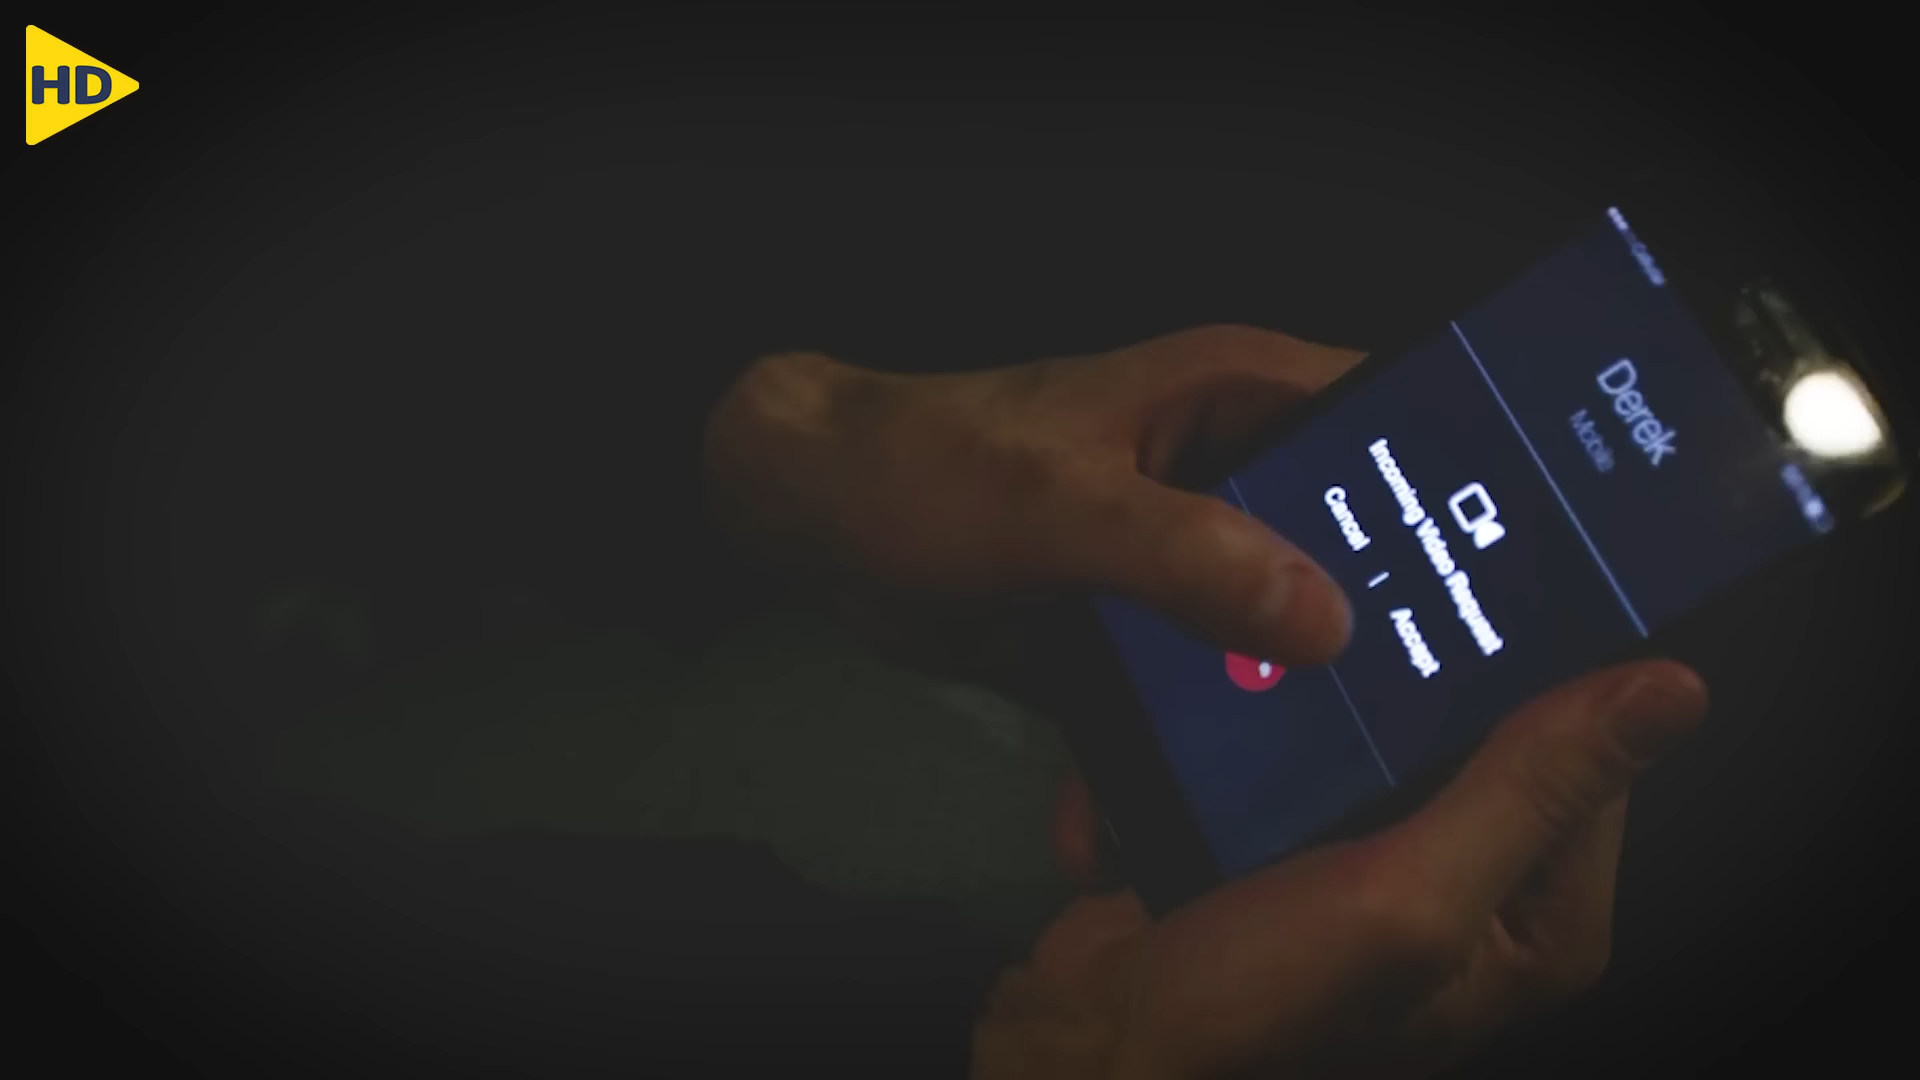 HD
Derek
Mobile
Incoming Video Request
Cancel | Accept